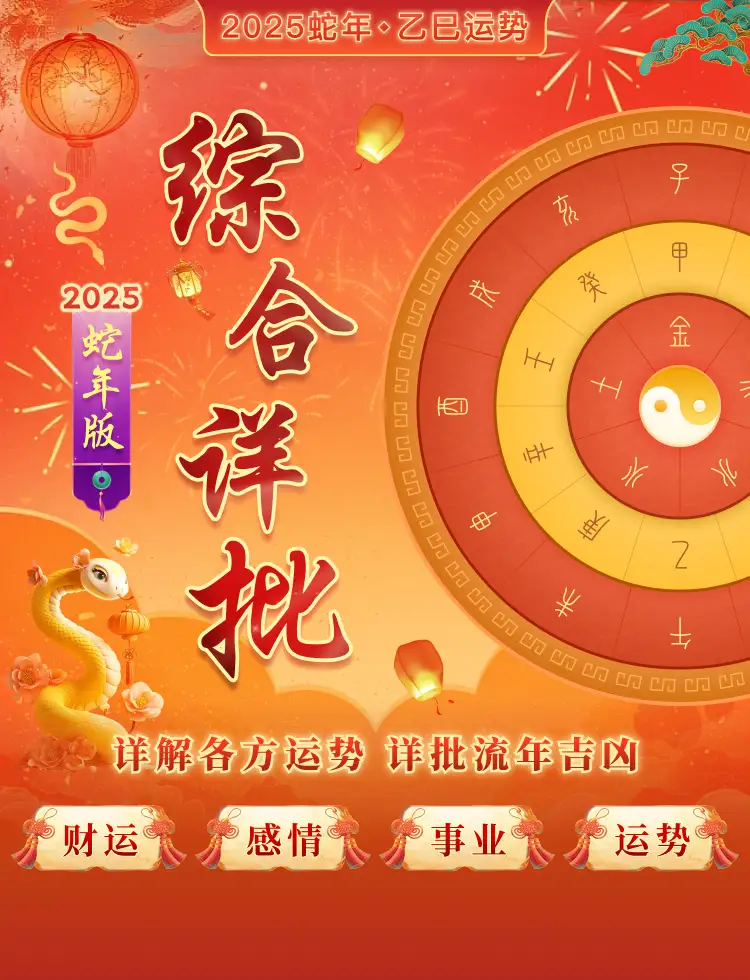 2025蛇年·乙巳运势
综合详批
2025
蛇年版
子
亥
戌
酉
申
未
午
甲
癸
壬
辛
庚
乙
金
土
火
水
详解各方运势 详批流年吉凶
财运
感情
事业
运势